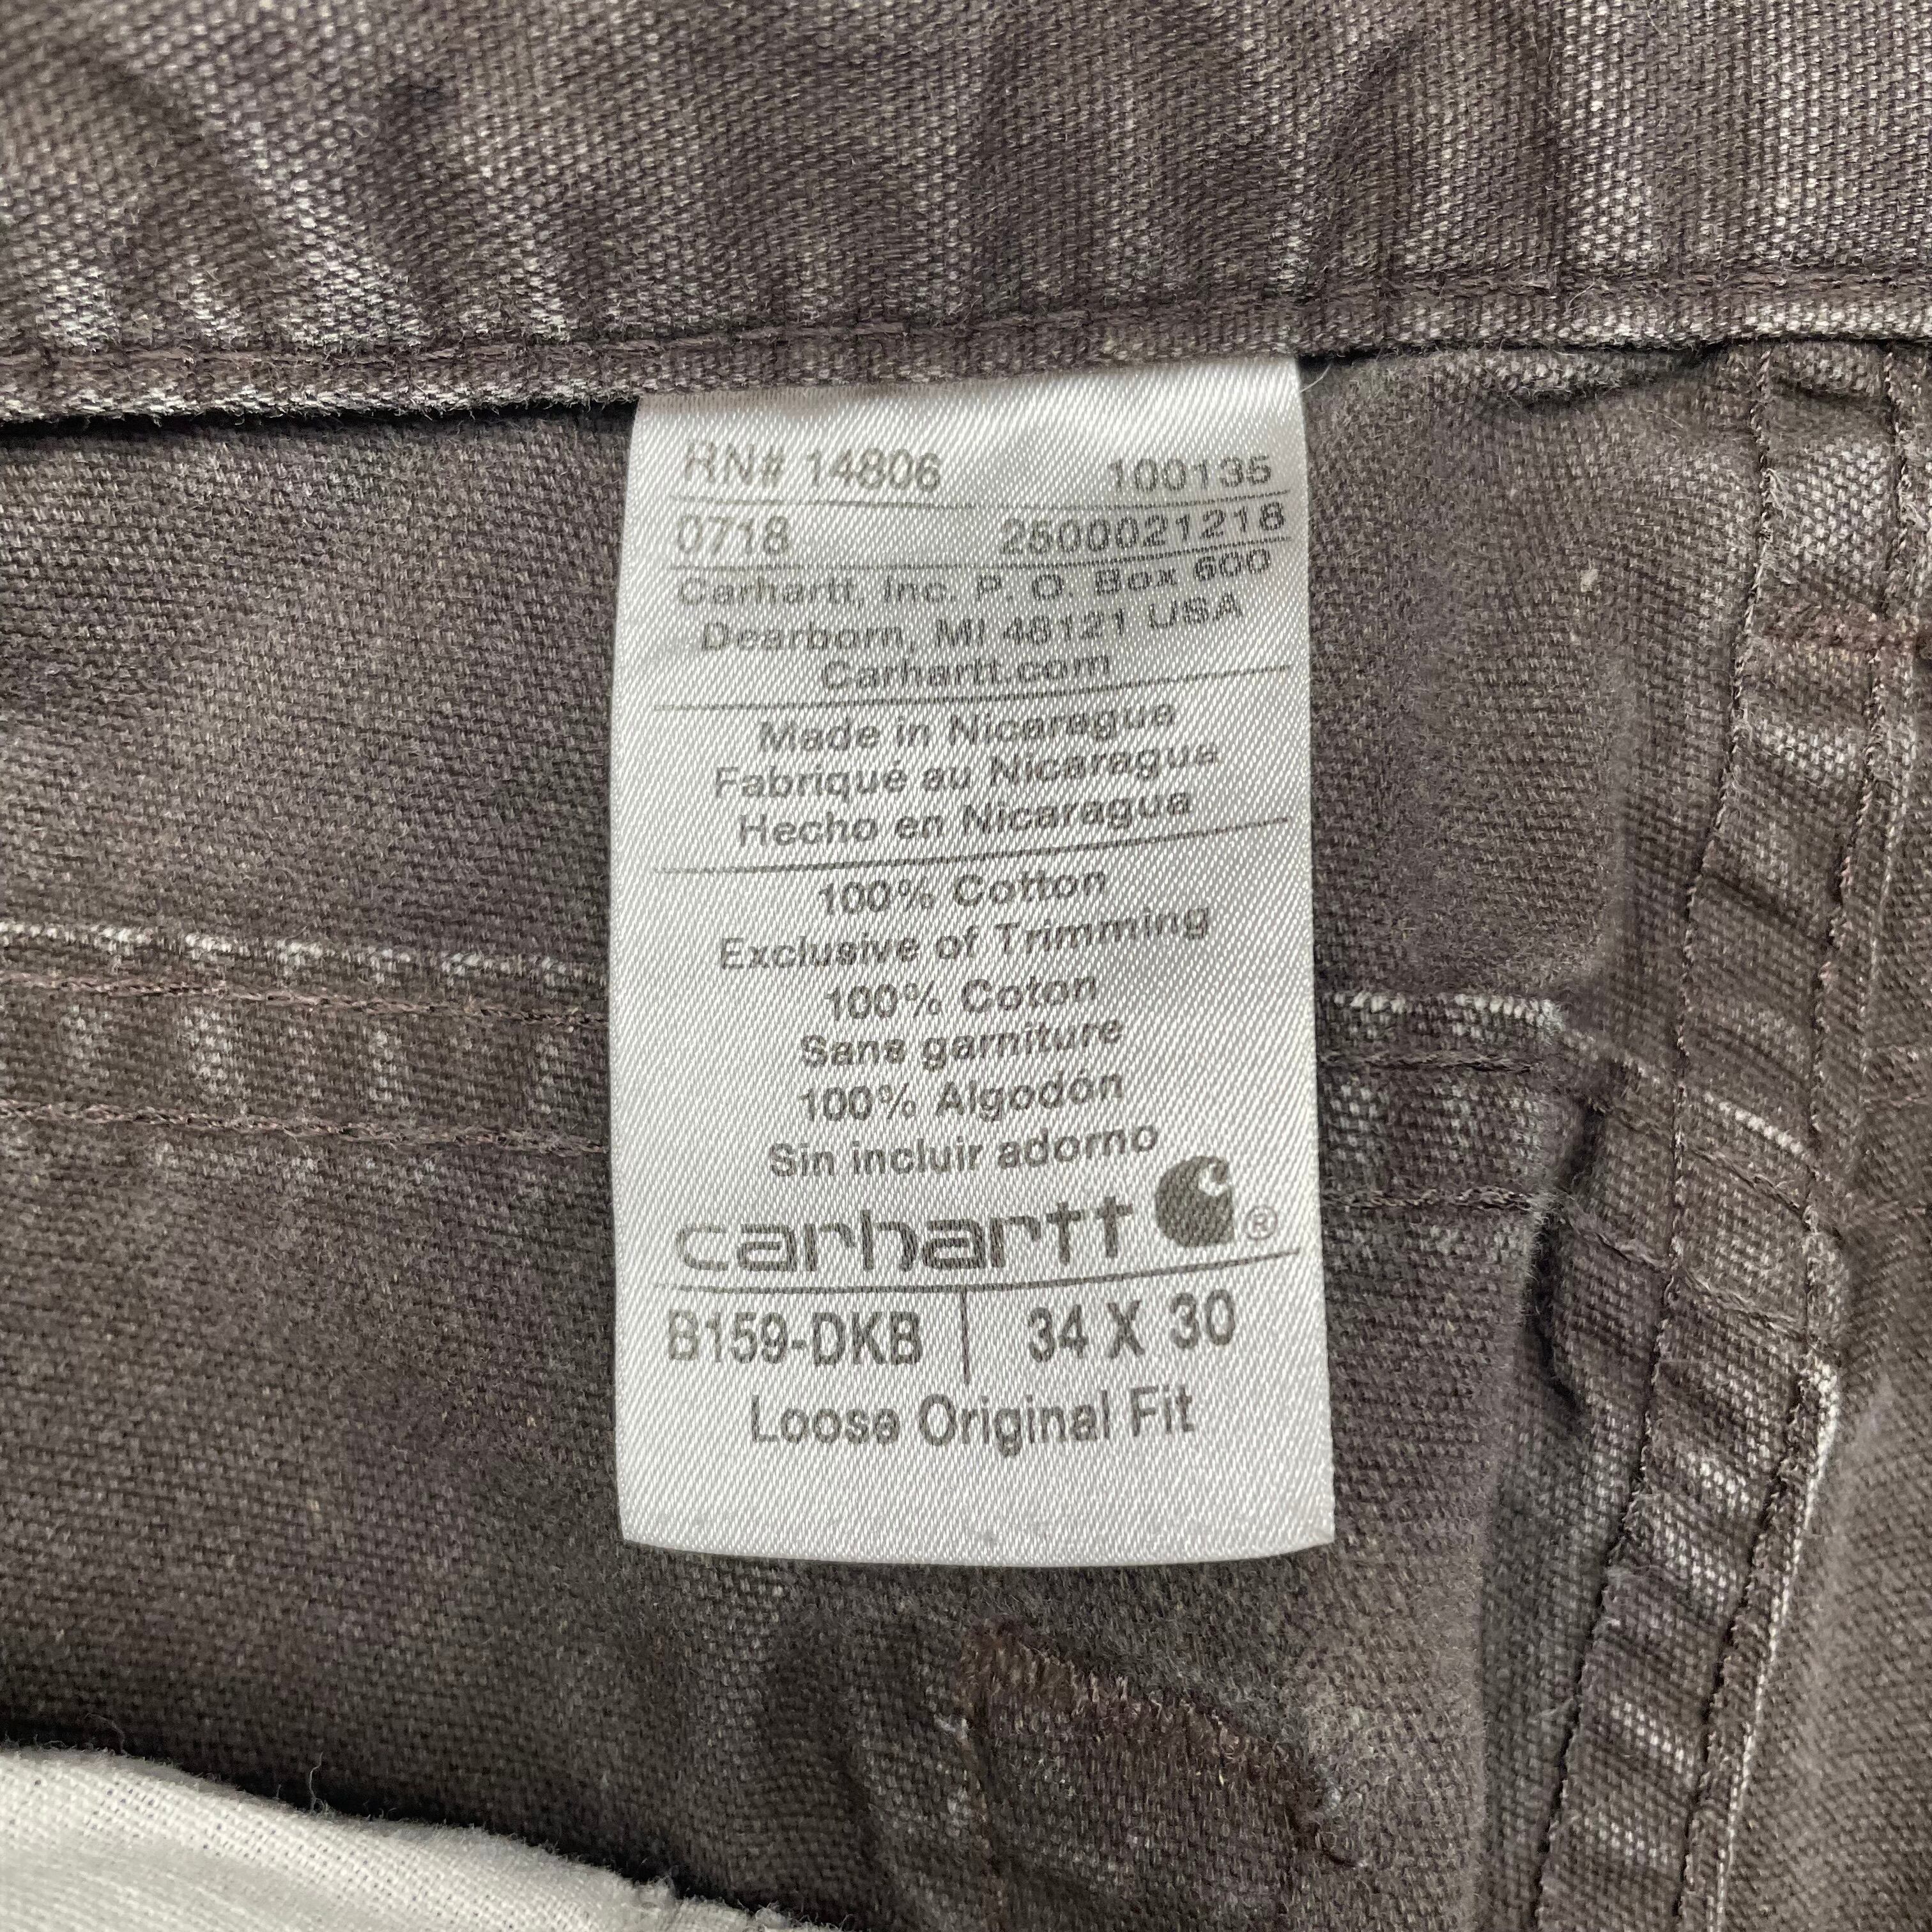 RN# 14806 100135
0718 2500021218
Carhartt, Inc. P. O. Box 600
Dearborn, MI 48121 USA
Carhartt.com
Made in Nicaragua
Fabriqué au Nicaragua
Hecho en Nicaragua
100% Cotton
Exclusive of Trimming
100% Coton
Sans garniture
100% Algodón
Sin incluir adorno
carhartt ®
B159-DKB 34 X 30
Loose Original Fit